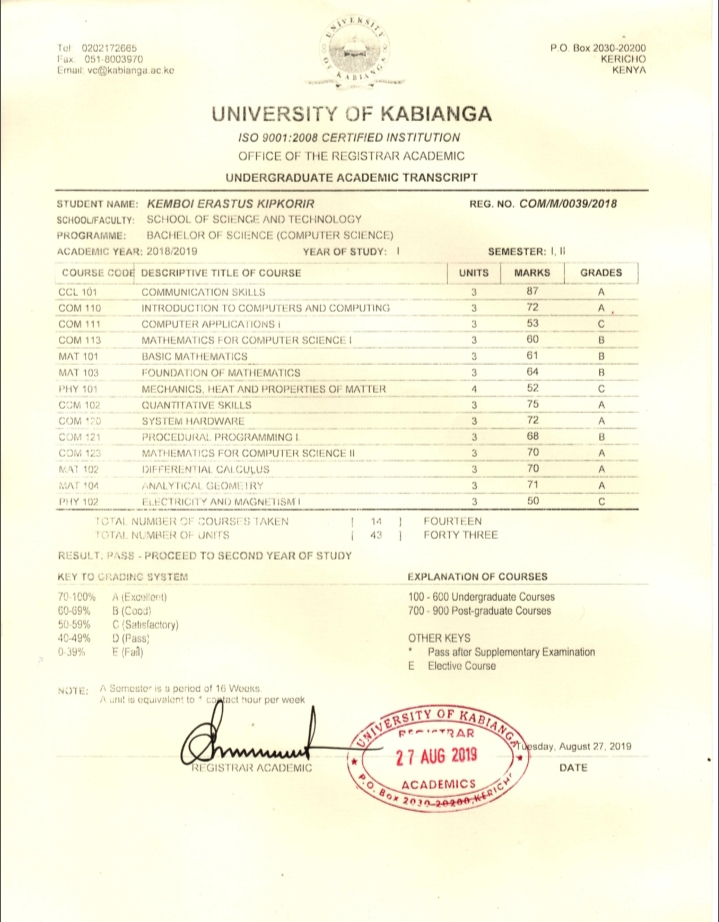 UNIVERSITY OF KABIANGA
Tel: 0202172665
Fax: 051-8003970
Email: vc@kabianga.ac.ke
P.O. Box 2030-20200
KERICHO
KENYA
UNIVERSITY OF KABIANGA
ISO 9001:2008 CERTIFIED INSTITUTION
OFFICE OF THE REGISTRAR ACADEMIC
UNDERGRADUATE ACADEMIC TRANSCRIPT
STUDENT NAME: KEMBOI ERASTUS KIPKORIR REG. NO. COM/M/0039/2018
SCHOOL/FACULTY: SCHOOL OF SCIENCE AND TECHNOLOGY
PROGRAMME: BACHELOR OF SCIENCE (COMPUTER SCIENCE)
ACADEMIC YEAR: 2018/2019 YEAR OF STUDY: I SEMESTER: I, II
COURSE CODE DESCRIPTIVE TITLE OF COURSE UNITS MARKS GRADES
CCL 101 COMMUNICATION SKILLS 3 87 A
COM 110 INTRODUCTION TO COMPUTERS AND COMPUTING 3 72 A
COM 111 COMPUTER APPLICATIONS I 3 53 C
COM 113 MATHEMATICS FOR COMPUTER SCIENCE I 3 60 B
MAT 101 BASIC MATHEMATICS 3 61 B
MAT 103 FOUNDATION OF MATHEMATICS 3 64 B
PHY 101 MECHANICS, HEAT AND PROPERTIES OF MATTER 4 52 C
102 QUANTITATIVE SKILLS 3 75 A
COM 120 SYSTEM HARDWARE 3 72 A
COM 121 PROCEDURAL PROGRAMMING I 3 68 B
COM 123 MATHEMATICS FOR COMPUTER SCIENCE II 3 70 A
MAT 102 DIFFERENTIAL CALCULUS 3 70 A
MAT 104 ANALYTICAL GEOMETRY 3 71 A
PHY 102 ELECTRICITY AND MAGNETISM I 3 50 C
TOTAL NUMBER OF COURSES TAKEN [ 14 ] FOURTEEN
TOTAL NUMBER OF UNITS [ 43 ] FORTY THREE
RESULT: PASS - PROCEED TO SECOND YEAR OF STUDY
KEY TO GRADING SYSTEM
70-100% A (Excellent)
60-69% B (Good)
50-59% C (Satisfactory)
40-49% D (Pass)
0-39% E (Fail)
EXPLANATION OF COURSES
100 - 600 Undergraduate Courses
700 - 900 Post-graduate Courses
OTHER KEYS
* Pass after Supplementary Examination
E Elective Course
NOTE: A Semester is a period of 16 Weeks.
A unit is equivalent to contact hour per week
REGISTRAR ACADEMIC
UNIVERSITY OF KABIANGA
REGISTRAR
27 AUG 2019
ACADEMICS
P.O. Box 2030-20200, KERICHO
Tuesday, August 27, 2019
DATE